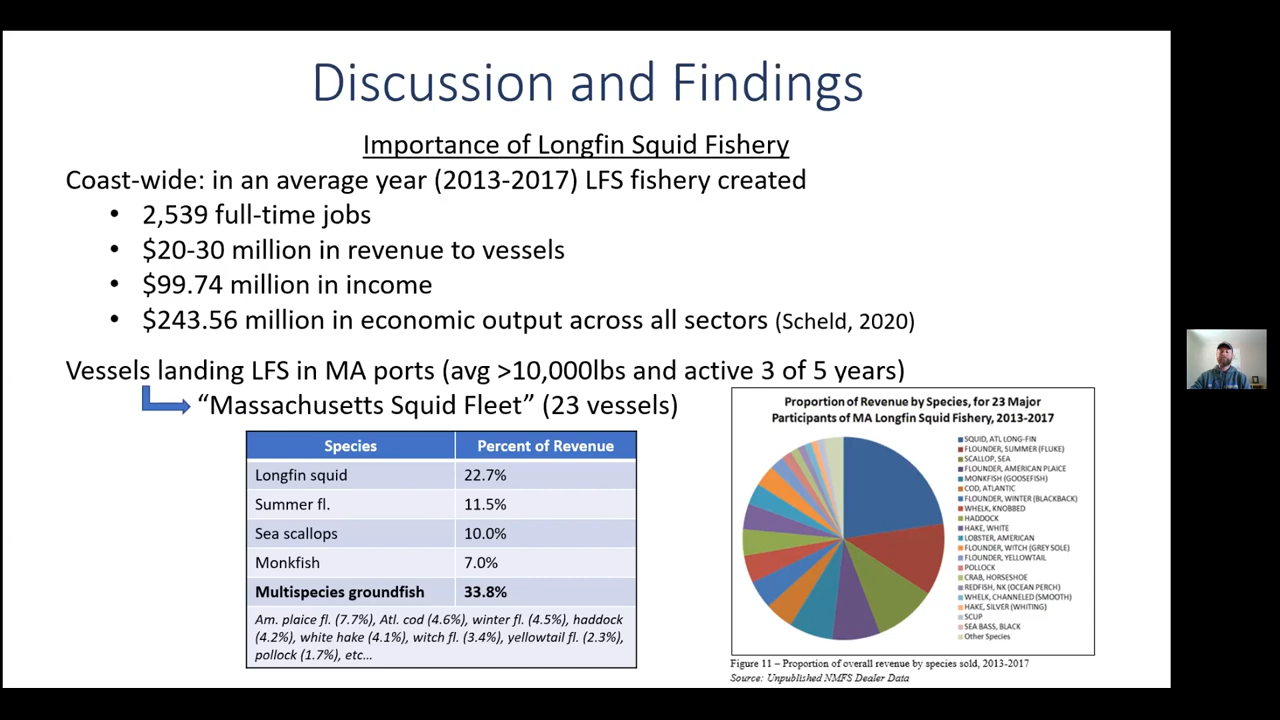 Discussion and Findings
Importance of Longfin Squid Fishery
Coast-wide: in an average year (2013-2017) LFS fishery created
• 2,539 full-time jobs
• $20-30 million in revenue to vessels
• $99.74 million in income
• $243.56 million in economic output across all sectors (Scheld, 2020)
Vessels landing LFS in MA ports (avg >10,000lbs and active 3 of 5 years)
“Massachusetts Squid Fleet” (23 vessels)
Species Percent of Revenue
Longfin squid 22.7%
Summer fl. 11.5%
Sea scallops 10.0%
Monkfish 7.0%
Multispecies groundfish 33.8%
Am. plaice fl. (7.7%), Atl. cod (4.6%), winter fl. (4.5%), haddock
(4.2%), white hake (4.1%), witch fl. (3.4%), yellowtail fl. (2.3%),
pollock (1.7%), etc...
Proportion of Revenue by Species, for 23 Major
Participants of MA Longfin Squid Fishery, 2013-2017
SQUID, ATL LONG-FIN
FLOUNDER, SUMMER (FLUKE)
SCALLOP, SEA
FLOUNDER, AMERICAN PLAICE
MONKFISH (GOOSEFISH)
COD, ATLANTIC
FLOUNDER, WINTER (BLACKBACK)
WHELK, KNOBBED
HADDOCK
HAKE, WHITE
LOBSTER, AMERICAN
FLOUNDER, WITCH (GREY SOLE)
FLOUNDER, YELLOWTAIL
POLLOCK
CRAB, HORSESHOE
REDFISH, NK (OCEAN PERCH)
WHELK, CHANNELED (SMOOTH)
HAKE, SILVER (WHITING)
SCUP
SEA BASS, BLACK
Other Species
Figure 11 – Proportion of overall revenue by species sold, 2013-2017
Source: Unpublished NMFS Dealer Data